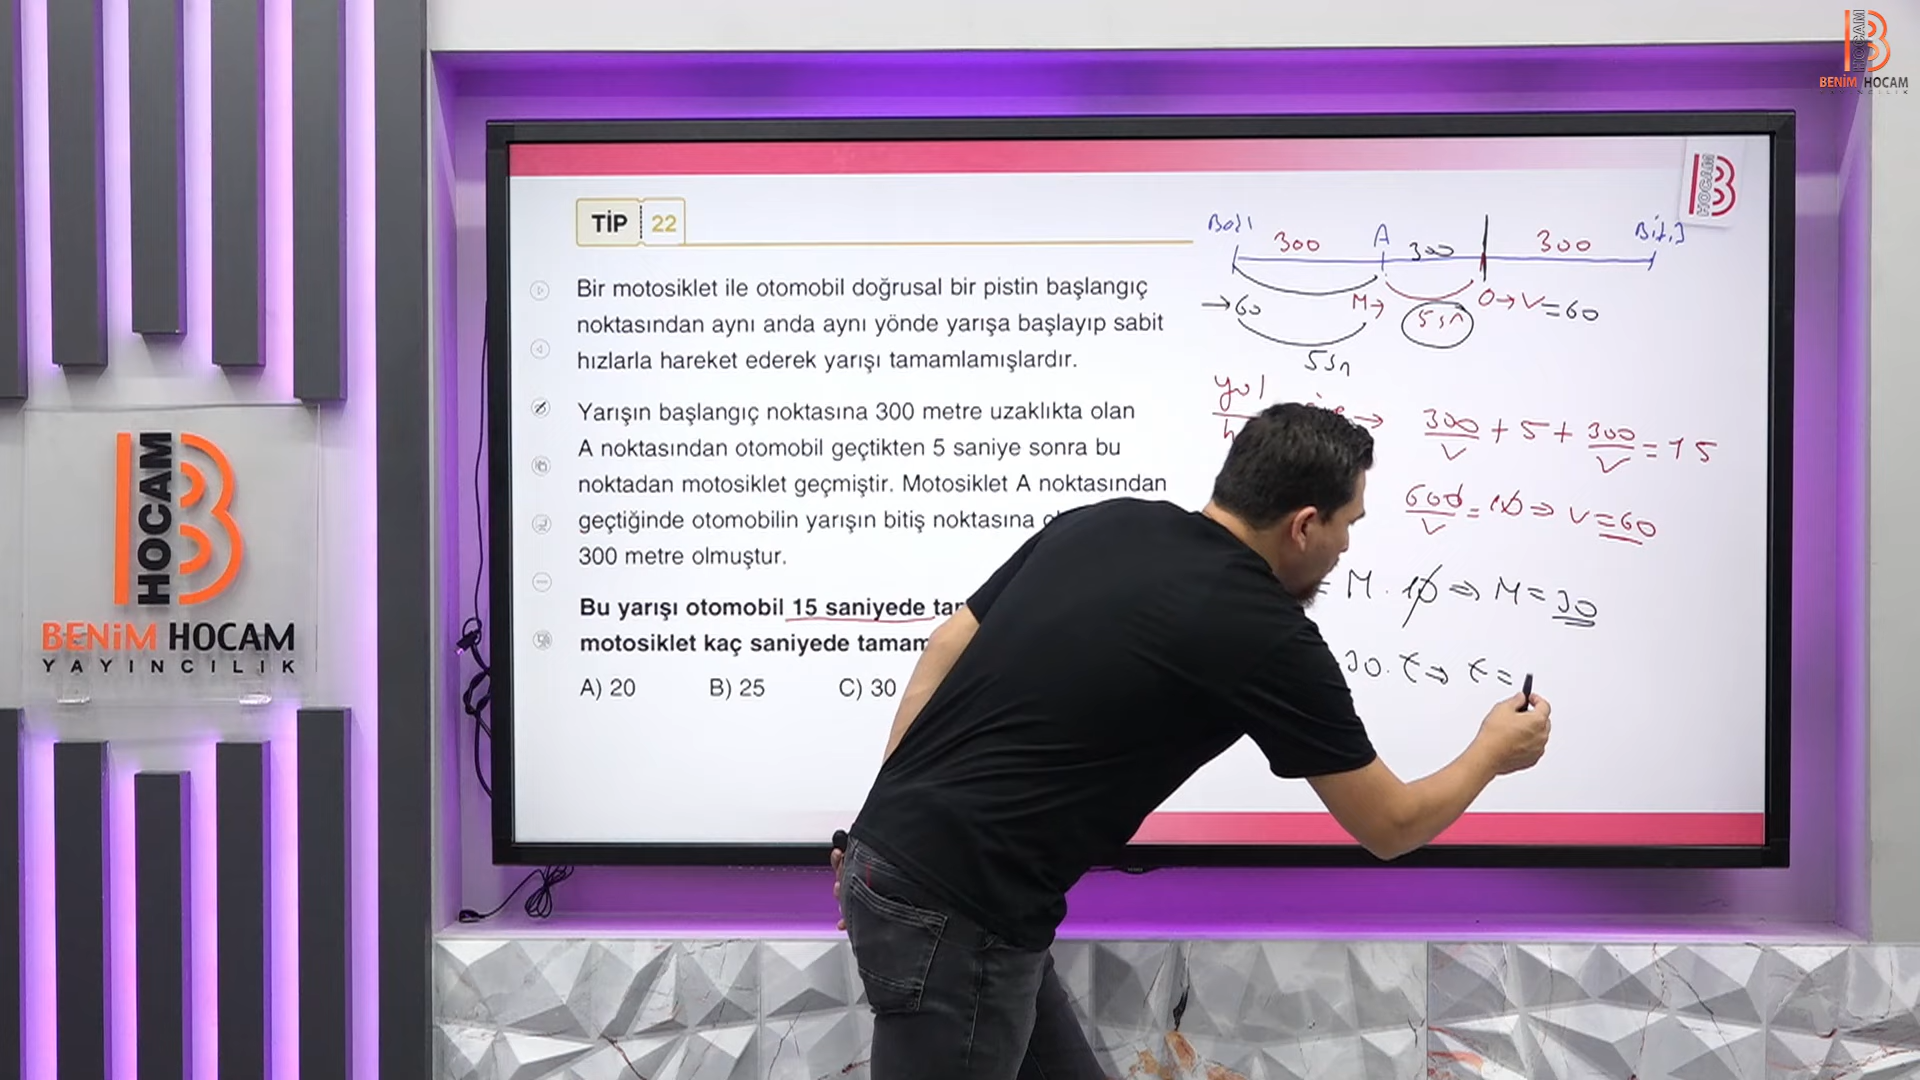 BENİM HOCAM
YAYINCILIK
HOCAM
BENİM HOCAM
YAYINCILIK
HOCAM
TİP 22
Bir motosiklet ile otomobil doğrusal bir pistin başlangıç
noktasından aynı anda aynı yönde yarışa başlayıp sabit
hızlarla hareket ederek yarışı tamamlamışlardır.
Yarışın başlangıç noktasına 300 metre uzaklıkta olan
A noktasından otomobil geçtikten 5 saniye sonra bu
noktadan motosiklet geçmiştir. Motosiklet A noktasından
geçtiğinde otomobilin yarışın bitiş noktasına
300 metre olmuştur.
Bu yarışı otomobil 15 saniyede
motosiklet kaç saniyede
A) 20 B) 25 C) 30
300 A 300 300
→ 60 M→ 5sn O→ V=60
5sn
yol
300/V + 5 + 300/V = 15
600/V = 10 ⇒ V = 60
= M . 10 ⇒ M = 30
30 . t ⇒ t =